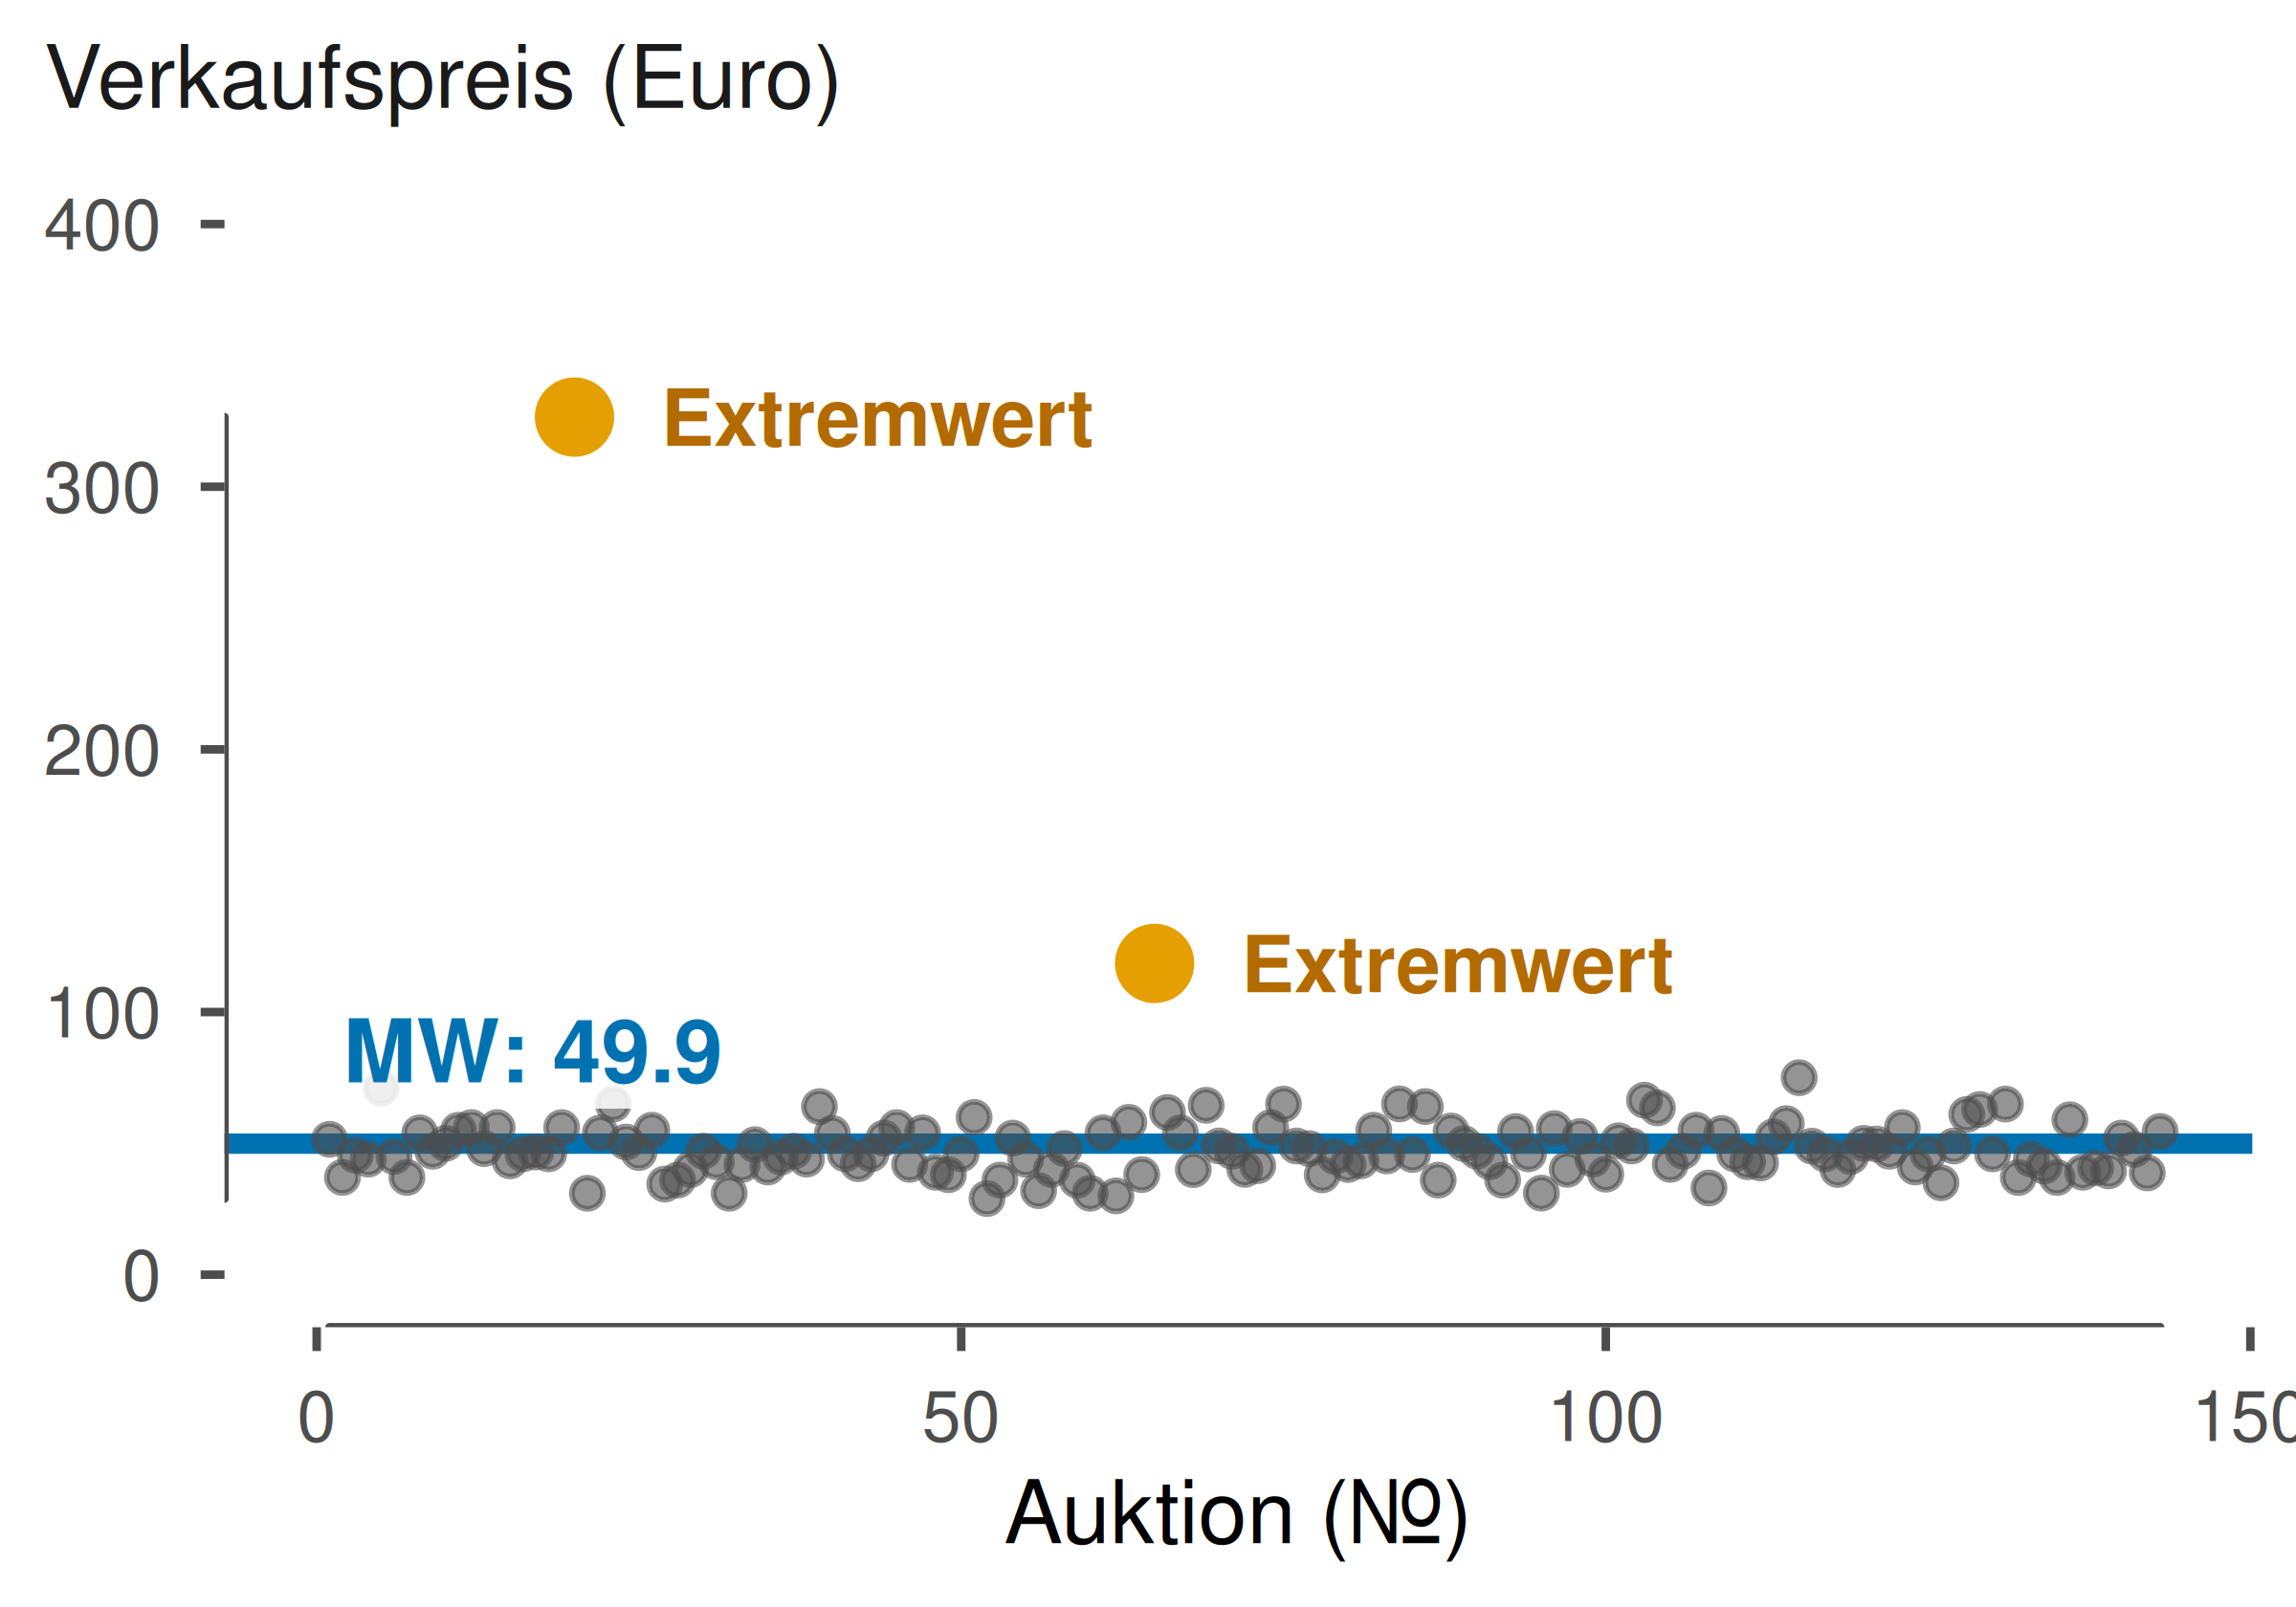 Verkaufspreis (Euro)
400
Extremwert
300
200
Extremwert
100
MW: 49.9
0
0 50 100 150
Auktion (№)